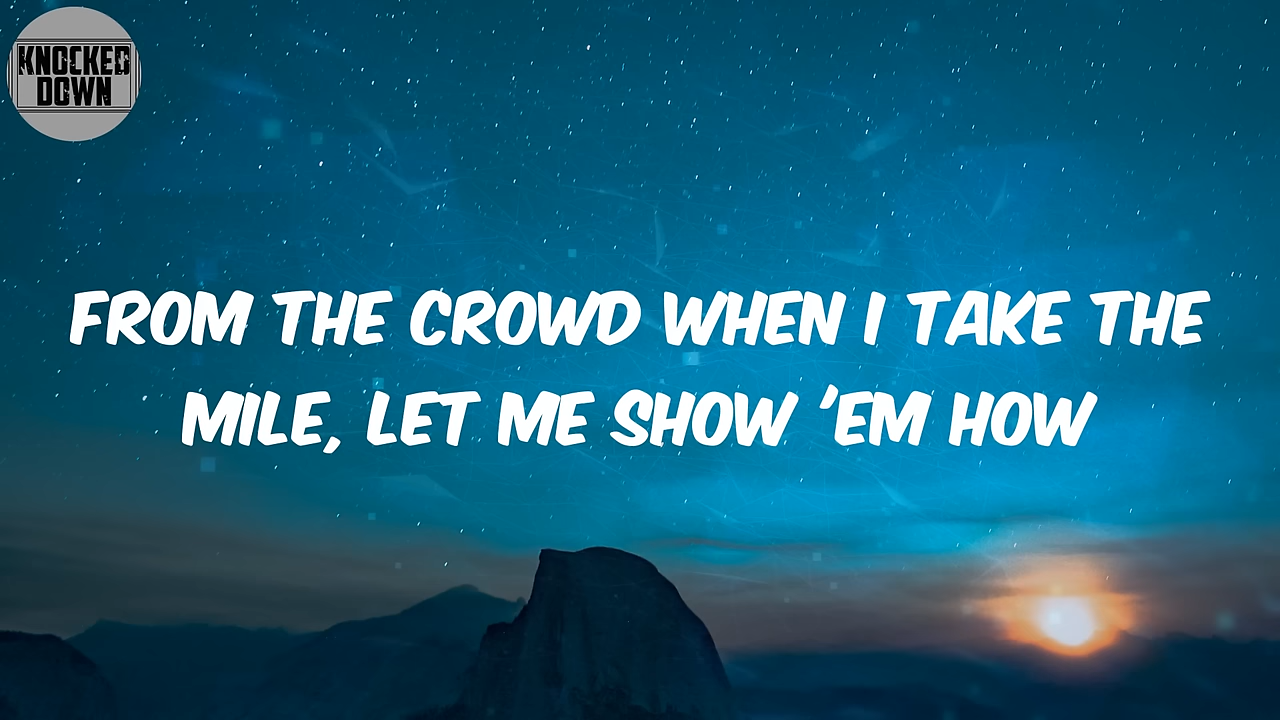 KNOCKED
DOWN
FROM THE CROWD WHEN I TAKE THE
MILE, LET ME SHOW 'EM HOW